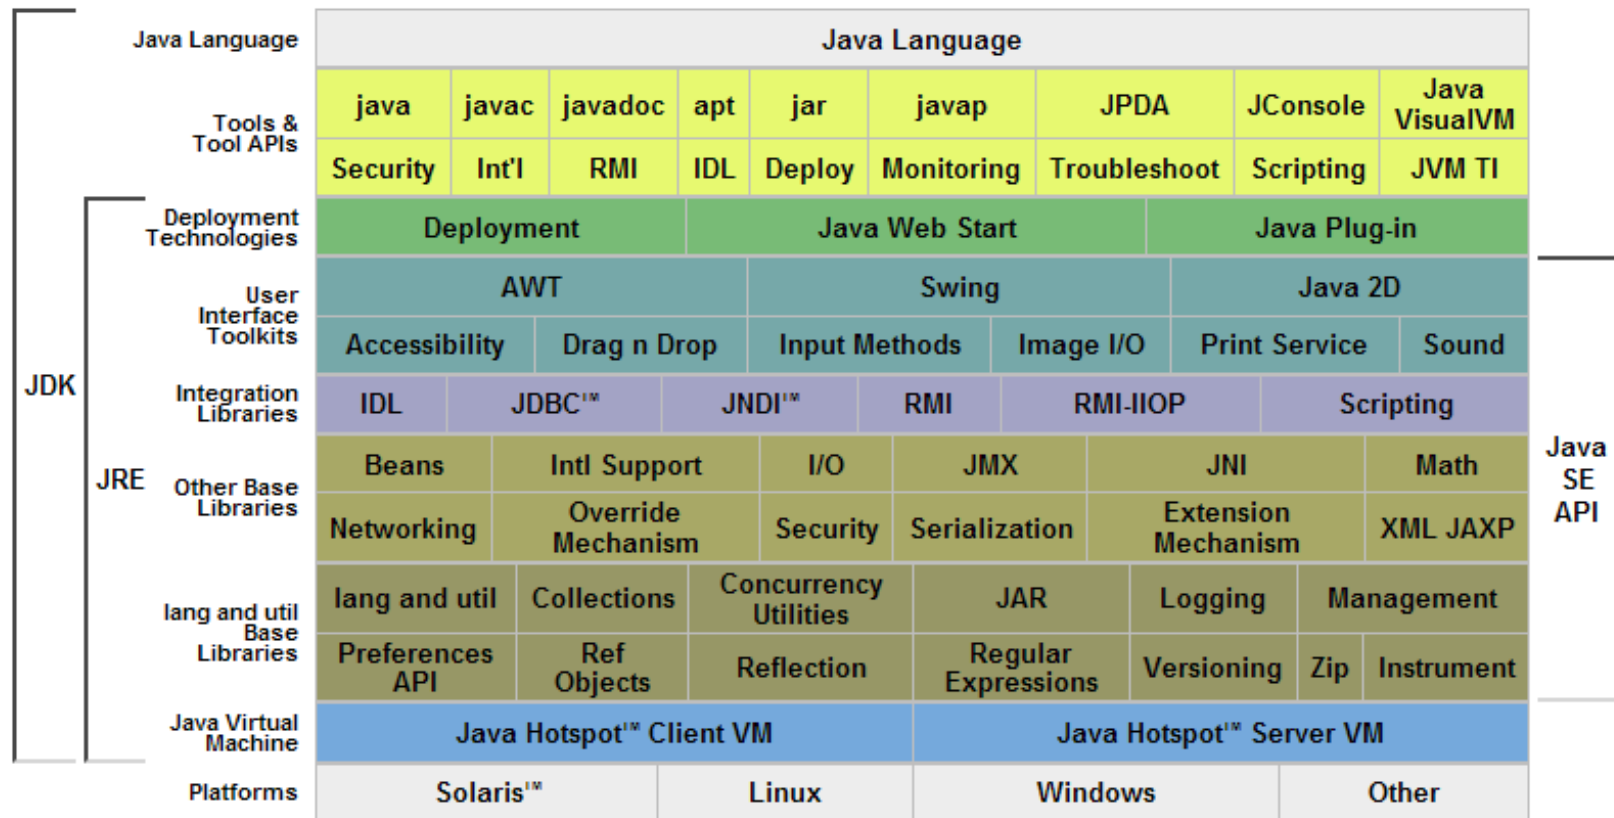 Java Language
Java Language
Tools &
Tool APIs
java javac javadoc apt jar javap JPDA JConsole Java
VisualVM
Security Int'l RMI IDL Deploy Monitoring Troubleshoot Scripting JVM TI
Deployment
Technologies
Deployment Java Web Start Java Plug-in
User
Interface
Toolkits
AWT Swing Java 2D
Accessibility Drag n Drop Input Methods Image I/O Print Service Sound
JDK
Integration
Libraries
IDL JDBC™ JNDI™ RMI RMI-IIOP Scripting
JRE
Other Base
Libraries
Beans Intl Support I/O JMX JNI Math
Networking Override
Mechanism Security Serialization Extension
Mechanism XML JAXP
Java
SE
API
lang and util
Base
Libraries
lang and util Collections Concurrency
Utilities JAR Logging Management
Preferences
API Ref
Objects Reflection Regular
Expressions Versioning Zip Instrument
Java Virtual
Machine
Java Hotspot™ Client VM Java Hotspot™ Server VM
Platforms
Solaris™ Linux Windows Other